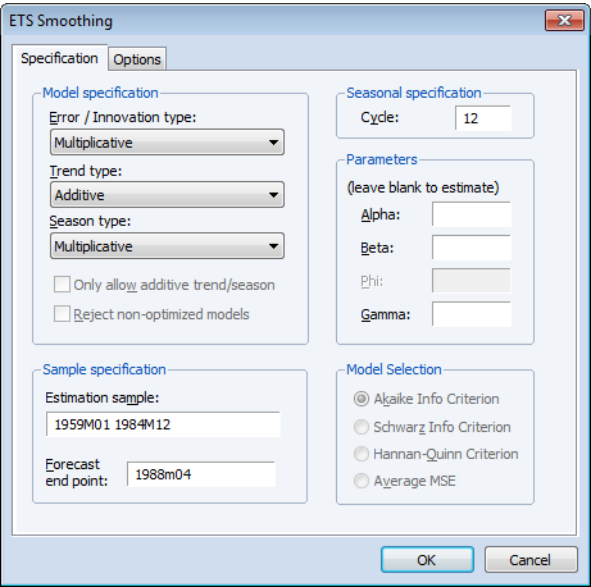 ETS Smoothing
Specification
Options
Model specification
Error / Innovation type:
Multiplicative
Trend type:
Additive
Season type:
Multiplicative
Only allow additive trend/season
Reject non-optimized models
Seasonal specification
Cycle: 12
Parameters
(leave blank to estimate)
Alpha:
Beta:
Phi:
Gamma:
Sample specification
Estimation sample:
1959M01 1984M12
Forecast
end point: 1988m04
Model Selection
Akaike Info Criterion
Schwarz Info Criterion
Hannan-Quinn Criterion
Average MSE
OK
Cancel